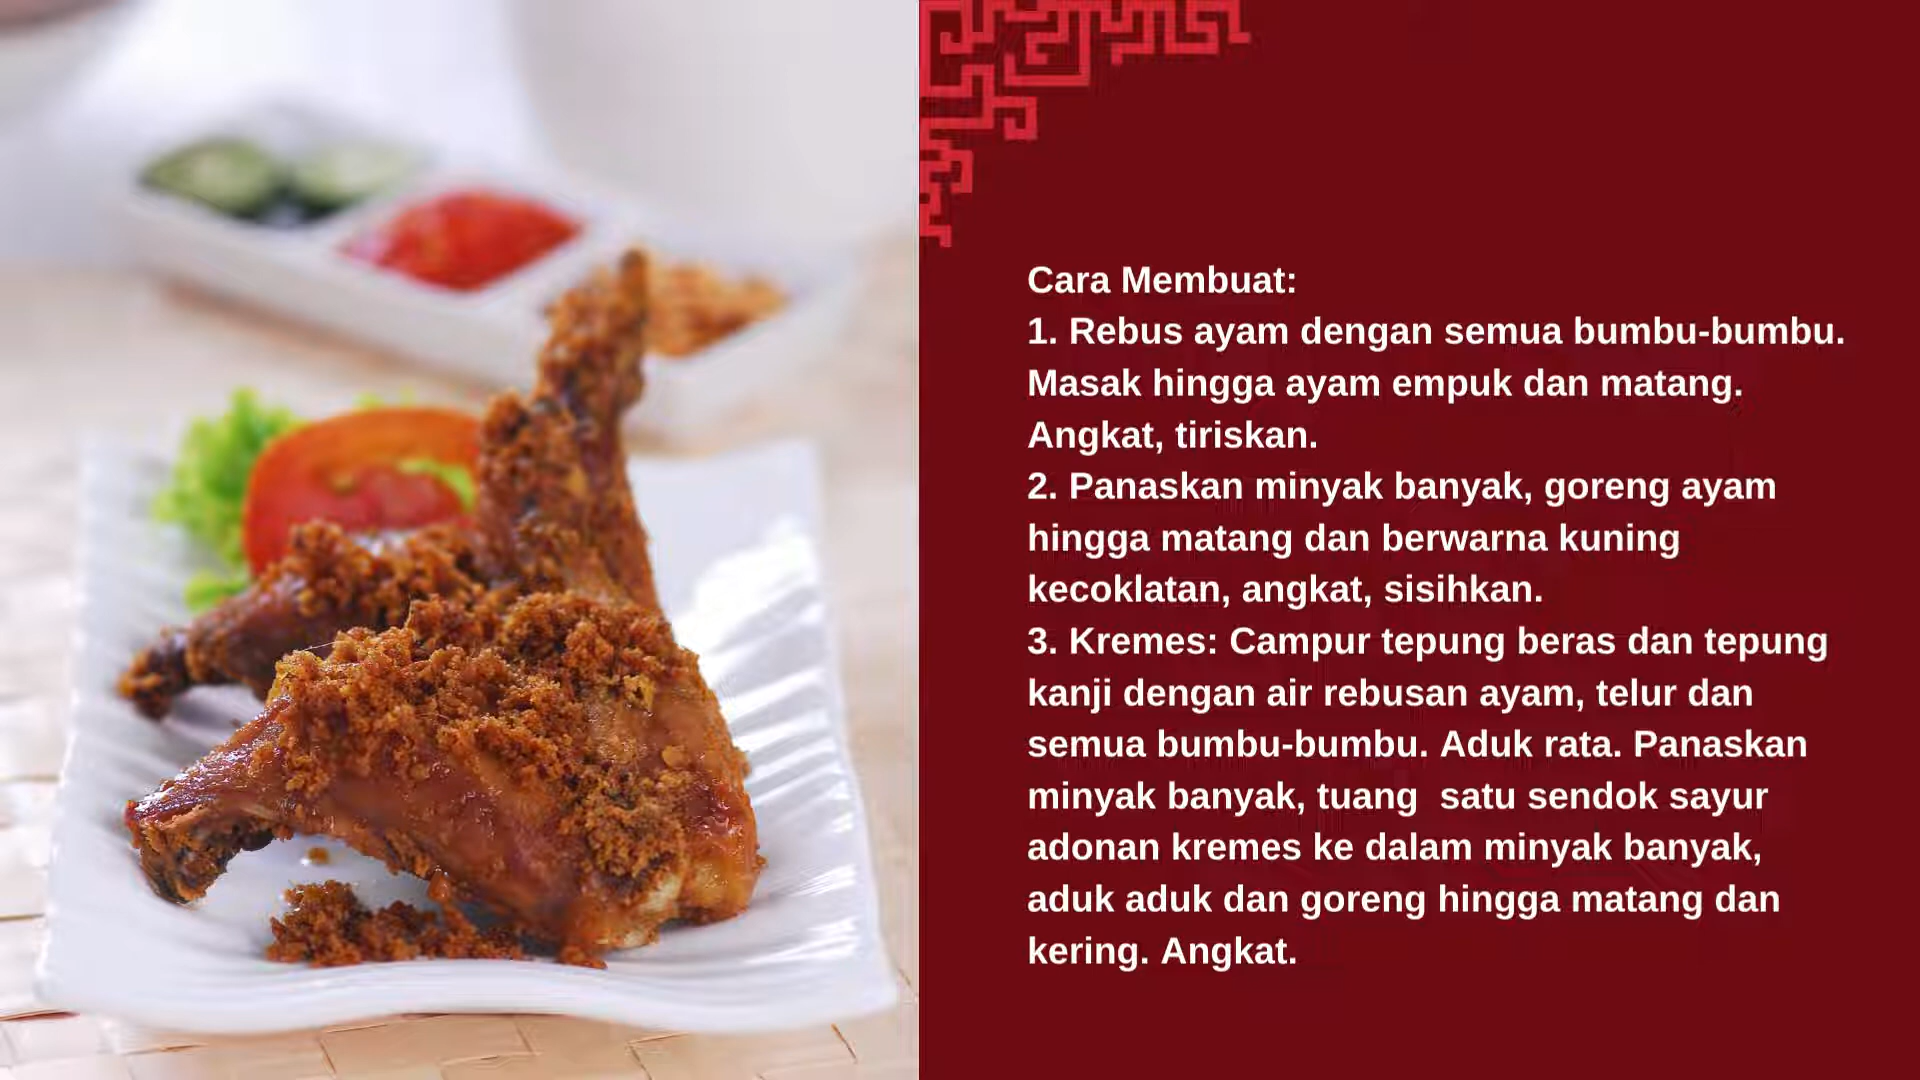 Cara Membuat:
1. Rebus ayam dengan semua bumbu-bumbu.
Masak hingga ayam empuk dan matang.
Angkat, tiriskan.
2. Panaskan minyak banyak, goreng ayam
hingga matang dan berwarna kuning
kecoklatan, angkat, sisihkan.
3. Kremes: Campur tepung beras dan tepung
kanji dengan air rebusan ayam, telur dan
semua bumbu-bumbu. Aduk rata. Panaskan
minyak banyak, tuang  satu sendok sayur
adonan kremes ke dalam minyak banyak,
aduk aduk dan goreng hingga matang dan
kering. Angkat.